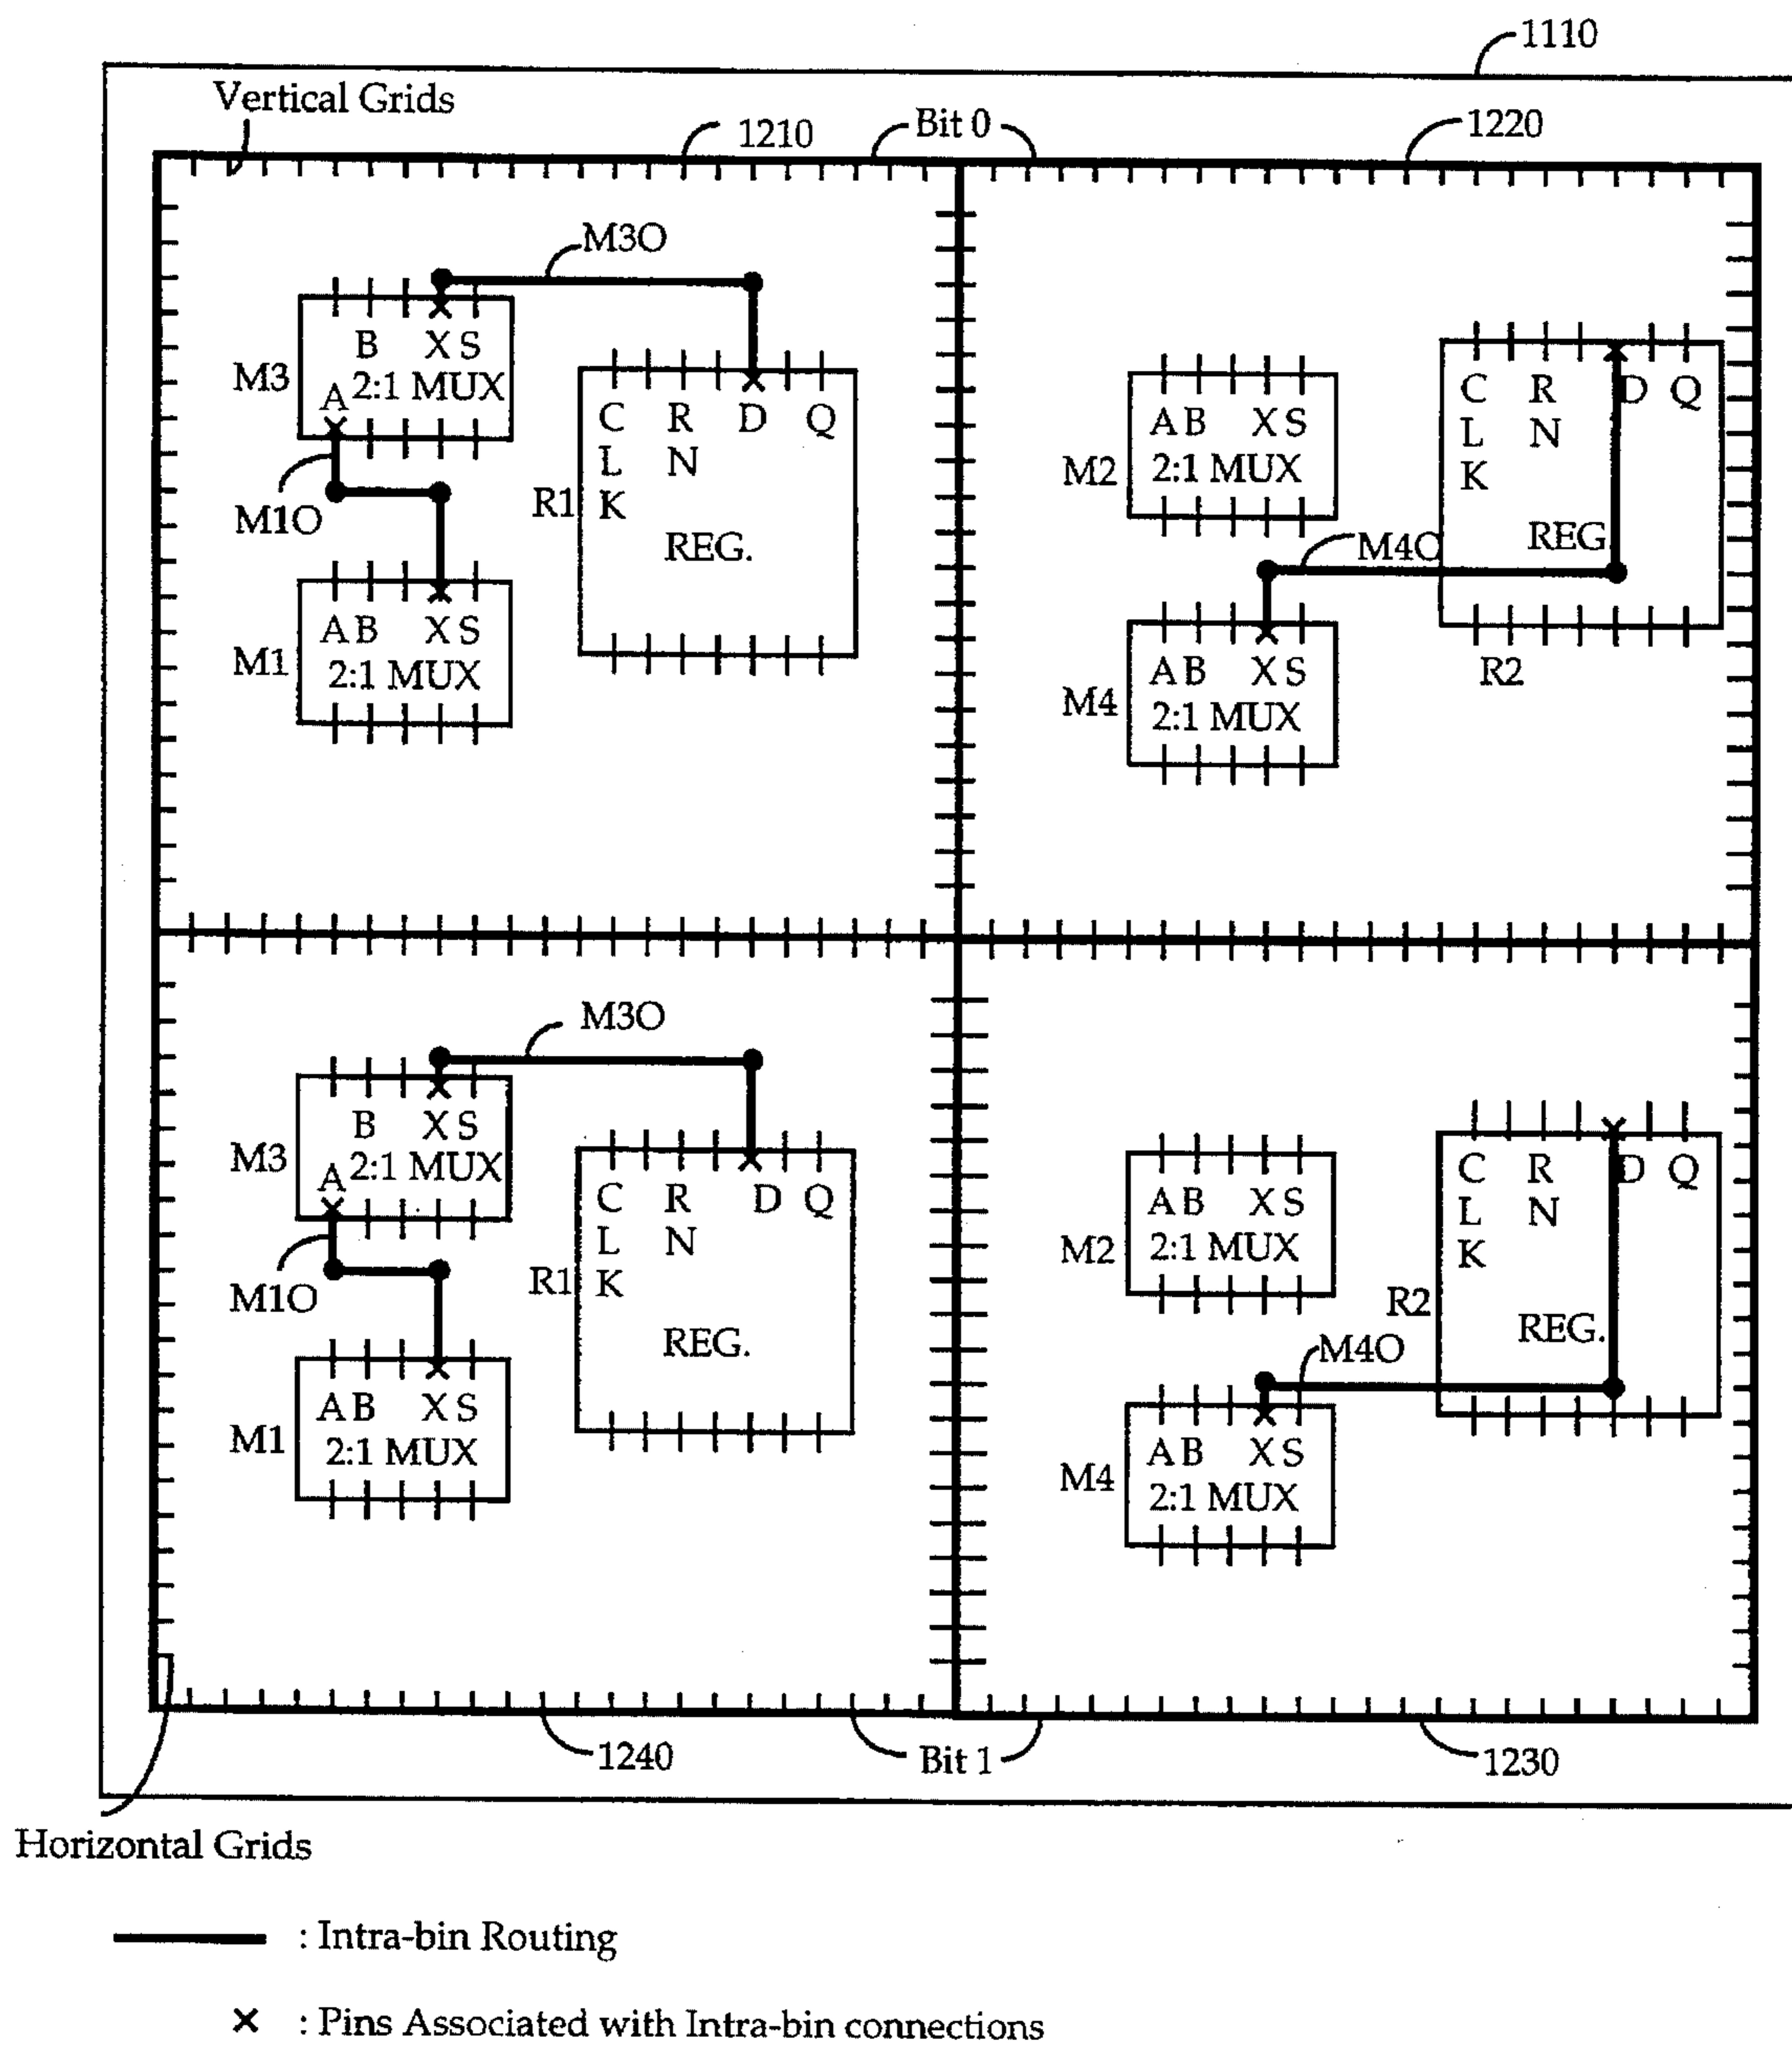 1110
Vertical Grids
1210
Bit 0
1220
M3O
B X S
M3
A 2:1 MUX
M1O
A B X S
M1
2:1 MUX
C R D Q
L N
R1 K
REG.
A B X S
M2 2:1 MUX
M4O
A B X S
M4
2:1 MUX
C R D Q
L N
K
REG
R2
M3O
B X S
M3
A 2:1 MUX
M1O
A B X S
M1
2:1 MUX
C R D Q
L N
R1 K
REG.
A B X S
M2 2:1 MUX
M4O
A B X S
M4
2:1 MUX
C R D Q
L N
K
R2
REG.
1240
Bit 1
1230
Horizontal Grids
: Intra-bin Routing
× : Pins Associated with Intra-bin connections